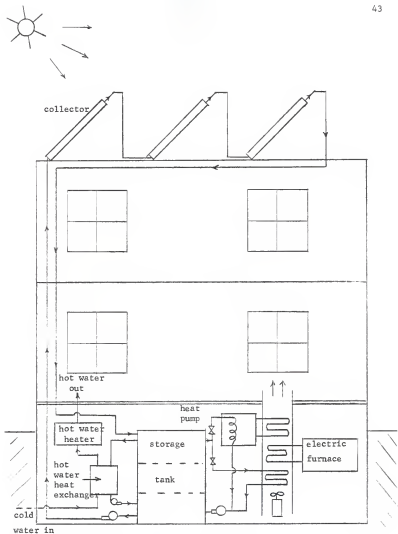 43
collector
hot water
out
heat
pump
hot water
heater
storage
electric
furnace
hot
water
heat
exchanger
tank
cold
water in